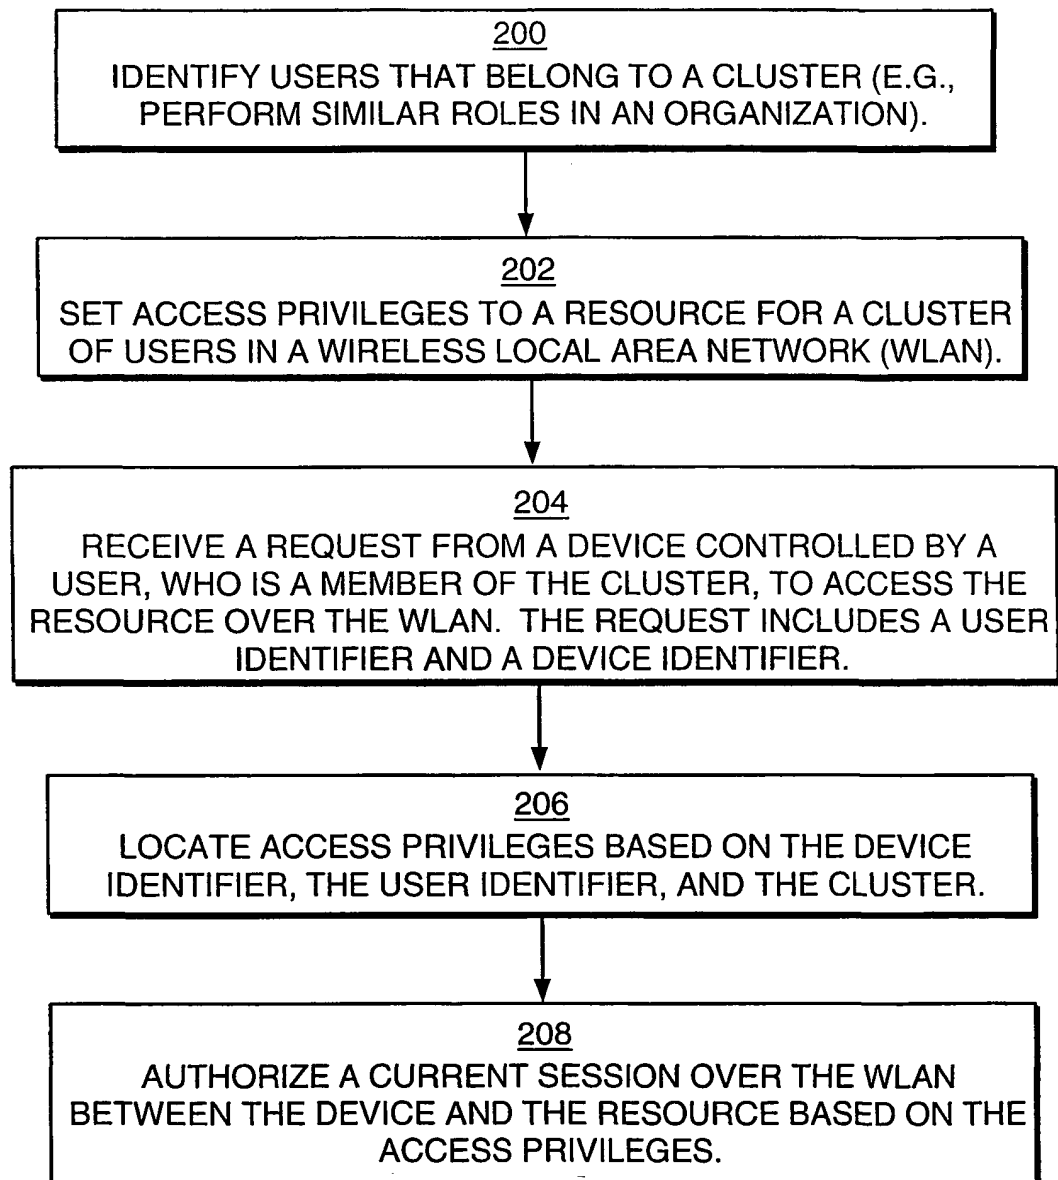 200
IDENTIFY USERS THAT BELONG TO A CLUSTER (E.G.,
PERFORM SIMILAR ROLES IN AN ORGANIZATION).
202
SET ACCESS PRIVILEGES TO A RESOURCE FOR A CLUSTER
OF USERS IN A WIRELESS LOCAL AREA NETWORK (WLAN).
204
RECEIVE A REQUEST FROM A DEVICE CONTROLLED BY A
USER, WHO IS A MEMBER OF THE CLUSTER, TO ACCESS THE
RESOURCE OVER THE WLAN. THE REQUEST INCLUDES A USER
IDENTIFIER AND A DEVICE IDENTIFIER.
206
LOCATE ACCESS PRIVILEGES BASED ON THE DEVICE
IDENTIFIER, THE USER IDENTIFIER, AND THE CLUSTER.
208
AUTHORIZE A CURRENT SESSION OVER THE WLAN
BETWEEN THE DEVICE AND THE RESOURCE BASED ON THE
ACCESS PRIVILEGES.